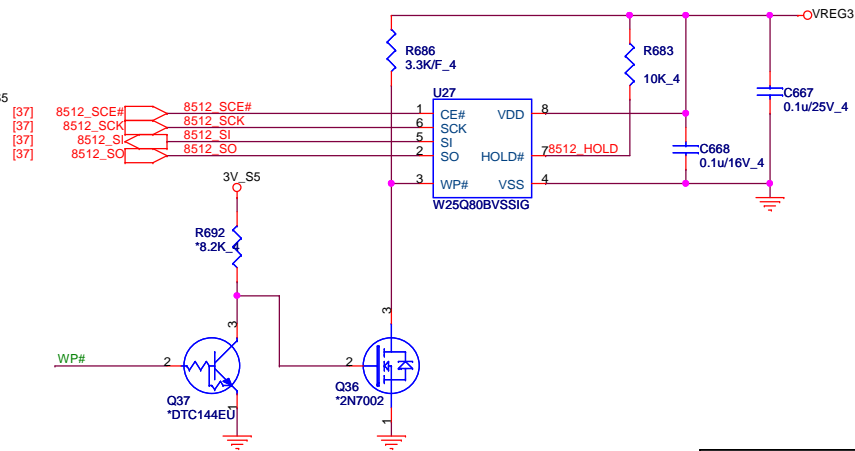 VREG3
R686
3.3K/F_4
R683
10K_4
C667
0.1u/25V_4
U27
35
[37] 8512_SCE# 8512_SCE# 1 CE# VDD 8
[37] 8512_SCK 8512_SCK 6 SCK
[37] 8512_SI 8512_SI 5 SI
[37] 8512_SO 8512_SO 2 SO HOLD# 7 8512_HOLD
C668
0.1u/16V_4
3 WP# VSS 4
W25Q80BVSSIG
3V_S5
R692
*8.2K_4
3
3
WP# 2
2
Q37
*DTC144EU
1
Q36
*2N7002
1